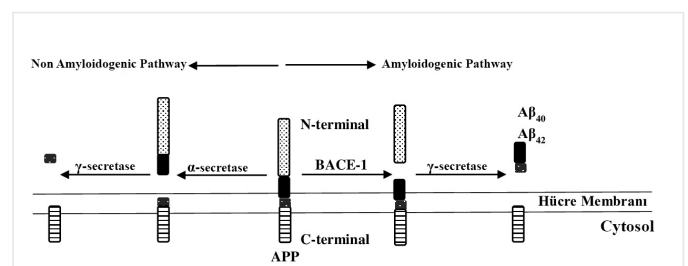 Non Amyloidogenic Pathway
Amyloidogenic Pathway
N-terminal
Aβ40
Aβ42
γ-secretase
α-secretase
BACE-1
γ-secretase
Hücre Membranı
Cytosol
C-terminal
APP